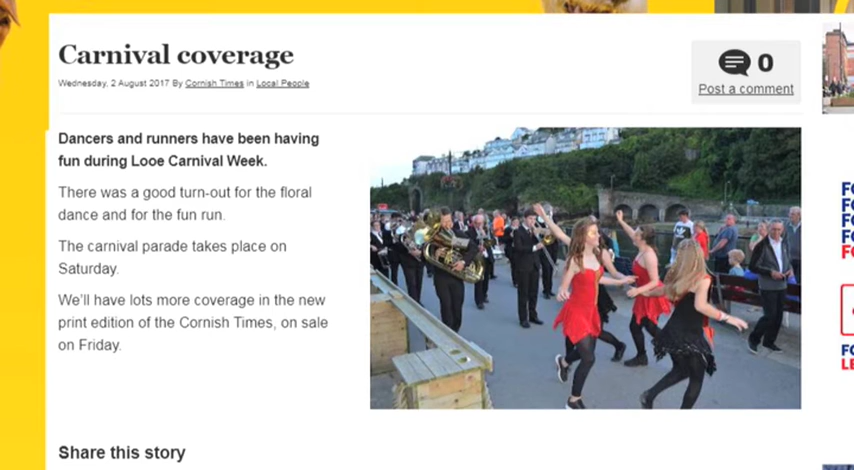 Carnival coverage
Wednesday, 2 August 2017 By Cornish Times in Local People
0
Post a comment
Dancers and runners have been having
fun during Looe Carnival Week.
There was a good turn-out for the floral
dance and for the fun run.
The carnival parade takes place on
Saturday.
We'll have lots more coverage in the new
print edition of the Cornish Times, on sale
on Friday.
Share this story